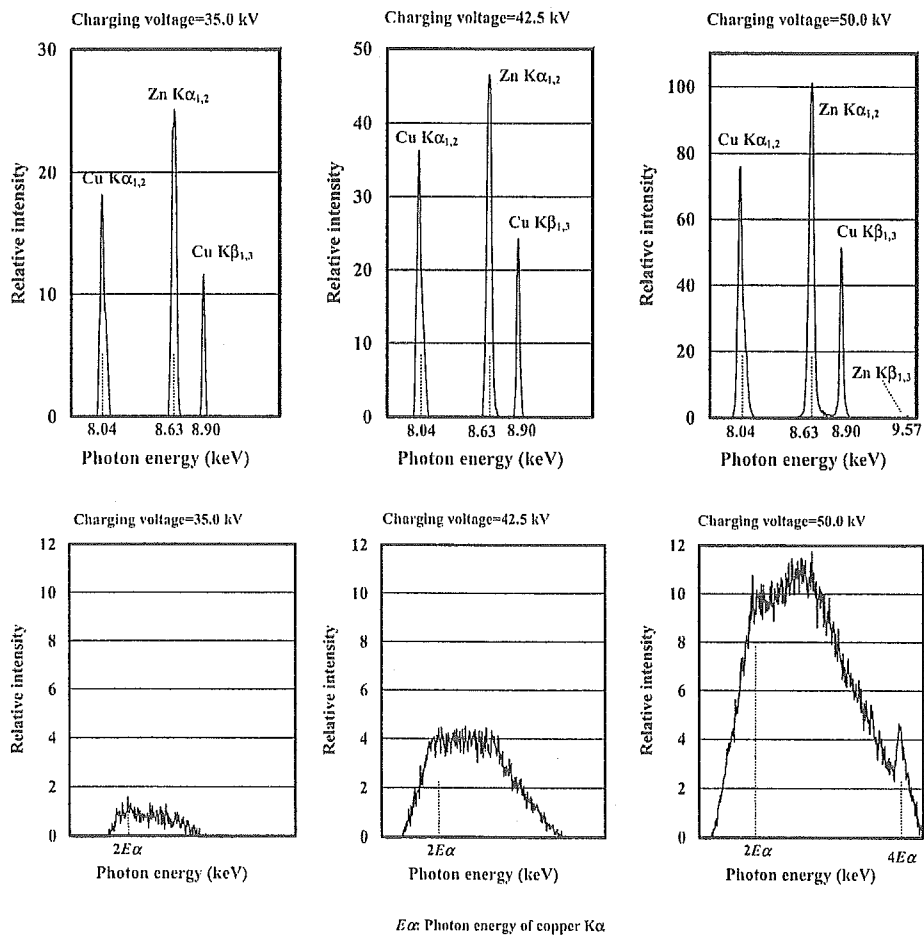 Charging voltage=35.0 kV
30
20
10
0
Relative intensity
Cu Kα1,2
Zn Kα1,2
Cu Kβ1,3
8.04 8.63 8.90
Photon energy (keV)
Charging voltage=42.5 kV
50
40
30
20
10
0
Relative intensity
Cu Kα1,2
Zn Kα1,2
Cu Kβ1,3
8.04 8.63 8.90
Photon energy (keV)
Charging voltage=50.0 kV
100
80
60
40
20
0
Relative intensity
Cu Kα1,2
Zn Kα1,2
Cu Kβ1,3
Zn Kβ1,3
8.04 8.63 8.90 9.57
Photon energy (keV)
Charging voltage=35.0 kV
12
10
8
6
4
2
0
Relative intensity
2Eα
Photon energy (keV)
Charging voltage=42.5 kV
12
10
8
6
4
2
0
Relative intensity
2Eα
Photon energy (keV)
Charging voltage=50.0 kV
12
10
8
6
4
2
0
Relative intensity
2Eα 4Eα
Photon energy (keV)
Eα: Photon energy of copper Kα